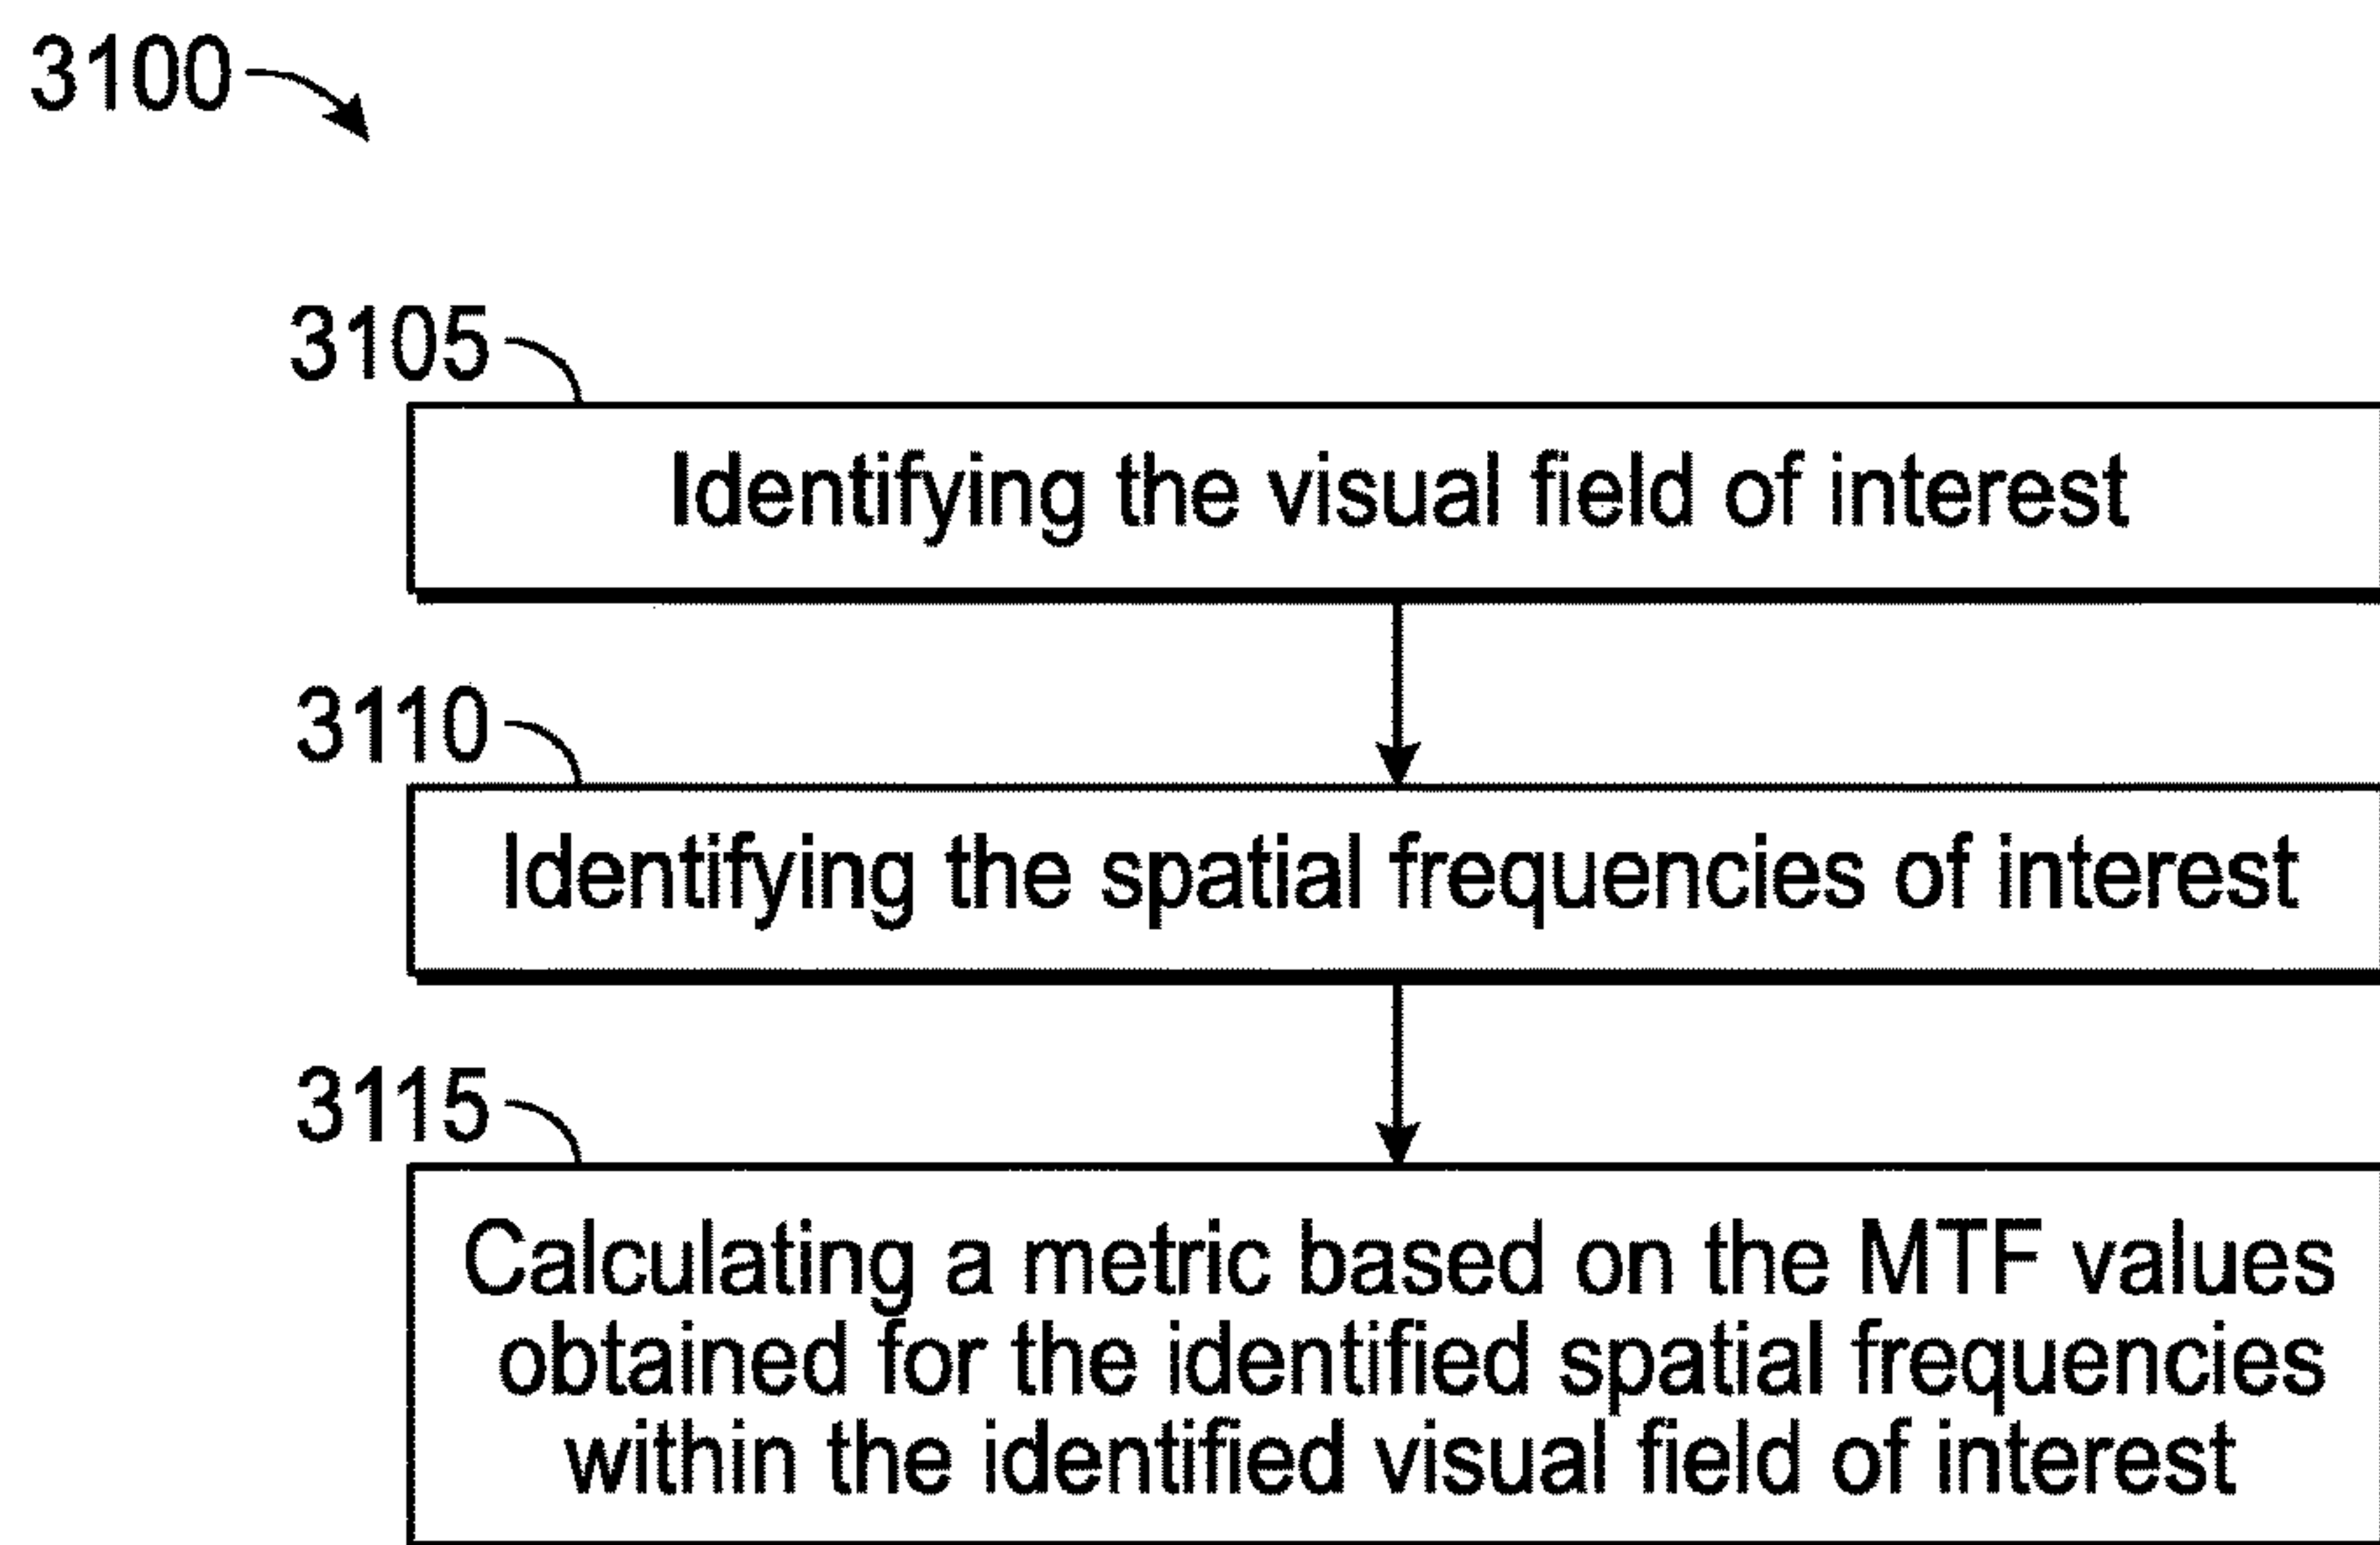 3100
3105
Identifying the visual field of interest
3110
Identifying the spatial frequencies of interest
3115
Calculating a metric based on the MTF values
obtained for the identified spatial frequencies
within the identified visual field of interest